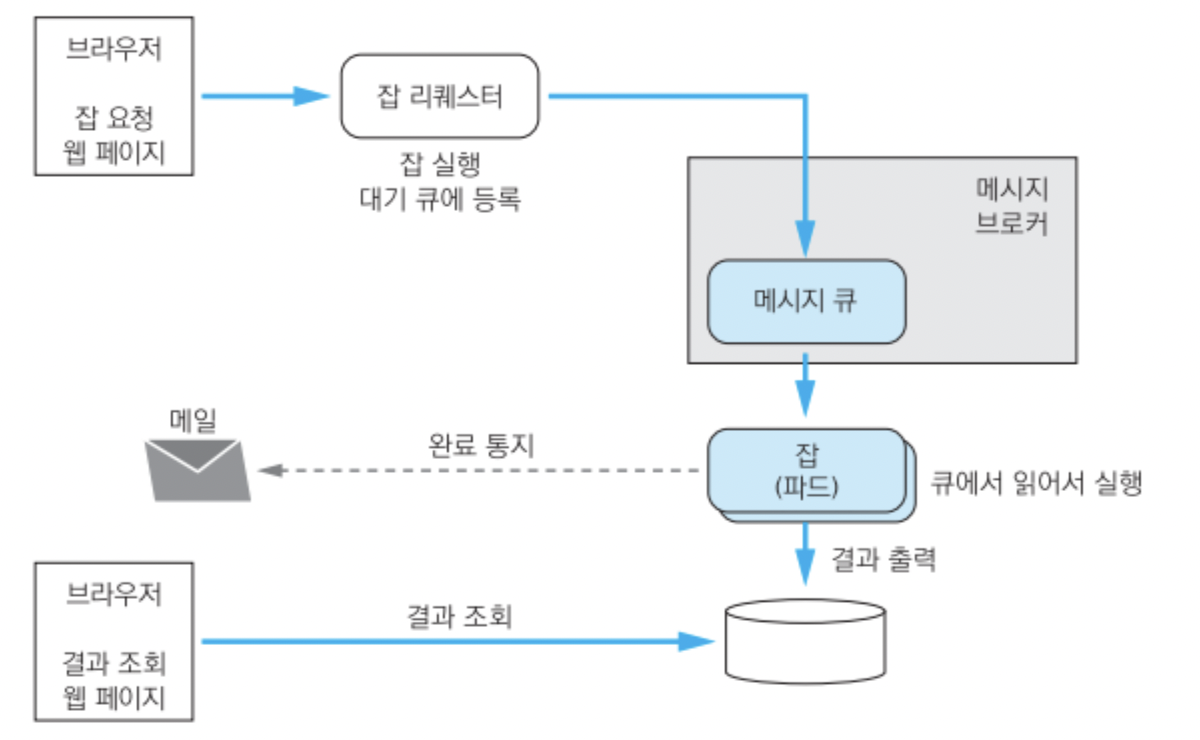 브라우저
잡 요청
웹 페이지
잡 리퀘스터
잡 실행
대기 큐에 등록
메시지
브로커
메시지 큐
메일
완료 통지
잡
(파드)
큐에서 읽어서 실행
결과 출력
브라우저
결과 조회
웹 페이지
결과 조회